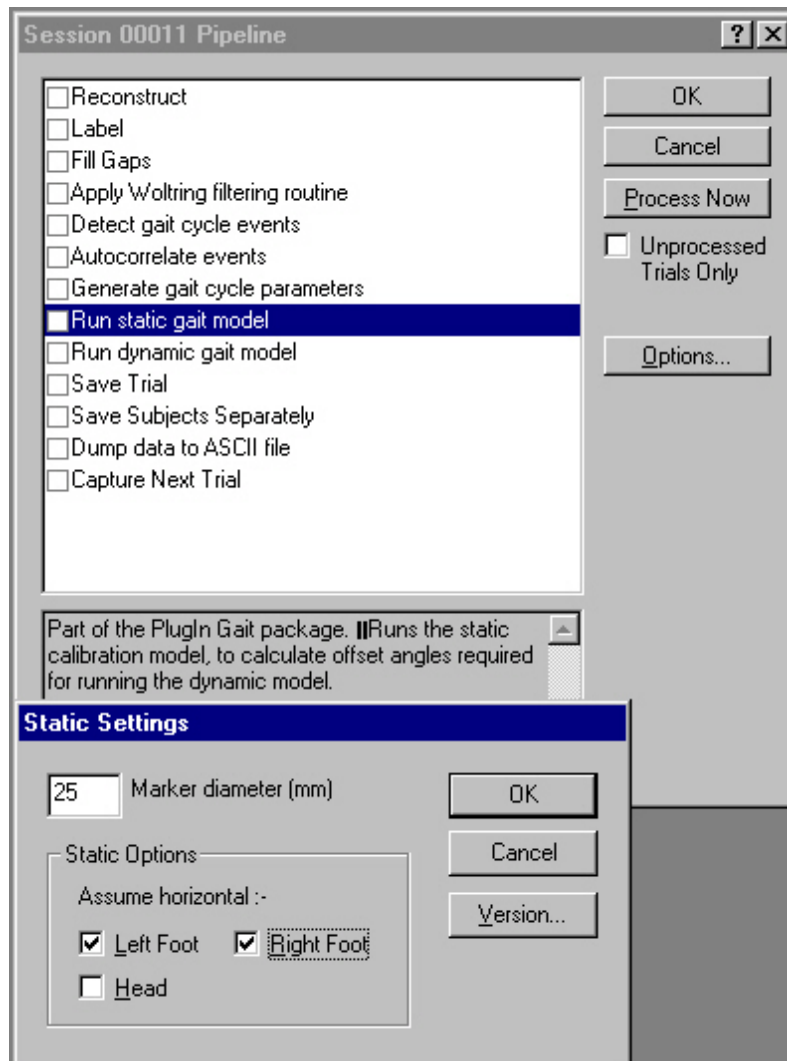 Session 00011 Pipeline
Reconstruct
Label
Fill Gaps
Apply Woltring filtering routine
Detect gait cycle events
Autocorrelate events
Generate gait cycle parameters
Run static gait model
Run dynamic gait model
Save Trial
Save Subjects Separately
Dump data to ASCII file
Capture Next Trial
OK
Cancel
Process Now
Unprocessed
Trials Only
Options...
Part of the PlugIn Gait package. ||Runs the static
calibration model, to calculate offset angles required
for running the dynamic model.
Static Settings
25 Marker diameter (mm)
Static Options
Assume horizontal :-
Left Foot Right Foot
Head
OK
Cancel
Version...